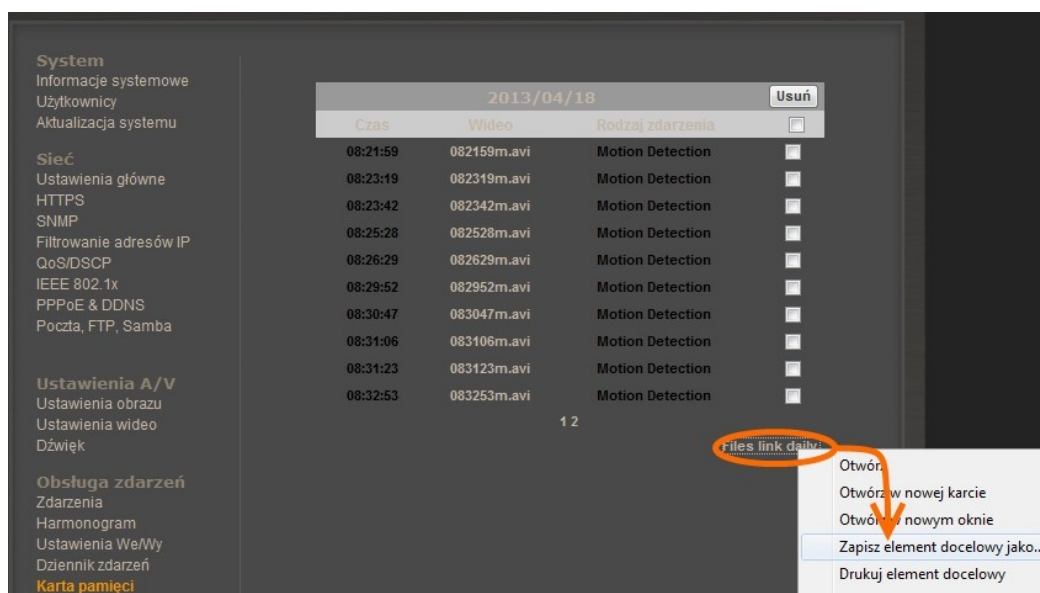 System
Informacje systemowe
Użytkownicy
Aktualizacja systemu
Sieć
Ustawienia główne
HTTPS
SNMP
Filtrowanie adresów IP
QoS/DSCP
IEEE 802.1x
PPPoE & DDNS
Poczta, FTP, Samba
Ustawienia A/V
Ustawienia obrazu
Ustawienia wideo
Dźwięk
Obsługa zdarzeń
Zdarzenia
Harmonogram
Ustawienia We/Wy
Dziennik zdarzeń
Karta pamięci
2013/04/18 Usuń
Czas Wideo Rodzaj zdarzenia
08:21:59 082159m.avi Motion Detection
08:23:19 082319m.avi Motion Detection
08:23:42 082342m.avi Motion Detection
08:25:28 082528m.avi Motion Detection
08:26:29 082629m.avi Motion Detection
08:29:52 082952m.avi Motion Detection
08:30:47 083047m.avi Motion Detection
08:31:06 083106m.avi Motion Detection
08:31:23 083123m.avi Motion Detection
08:32:53 083253m.avi Motion Detection
1 2
Files link daily
Otwórz
Otwórz w nowej karcie
Otwórz w nowym oknie
Zapisz element docelowy jako...
Drukuj element docelowy